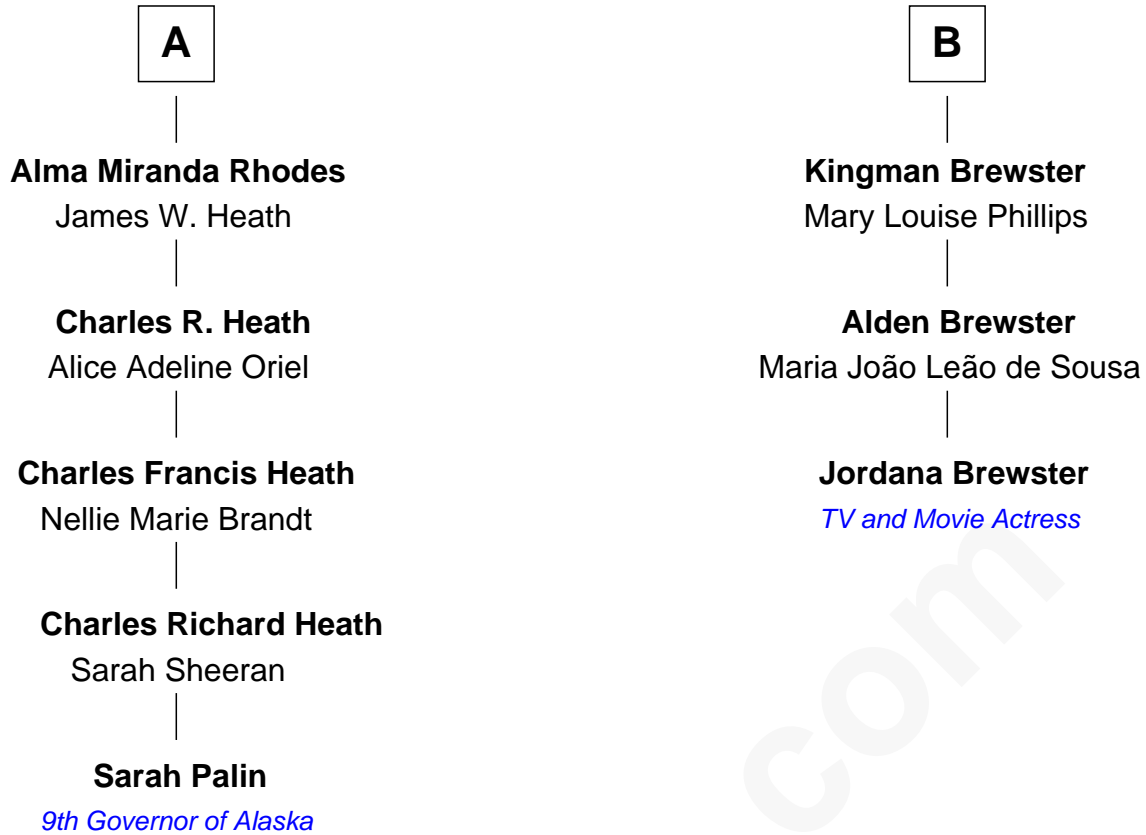 A
Alma Miranda Rhodes
James W. Heath
Charles R. Heath
Alice Adeline Oriel
Charles Francis Heath
Nellie Marie Brandt
Charles Richard Heath
Sarah Sheeran
Sarah Palin
9th Governor of Alaska
B
Kingman Brewster
Mary Louise Phillips
Alden Brewster
Maria João Leão de Sousa
Jordana Brewster
TV and Movie Actress
com